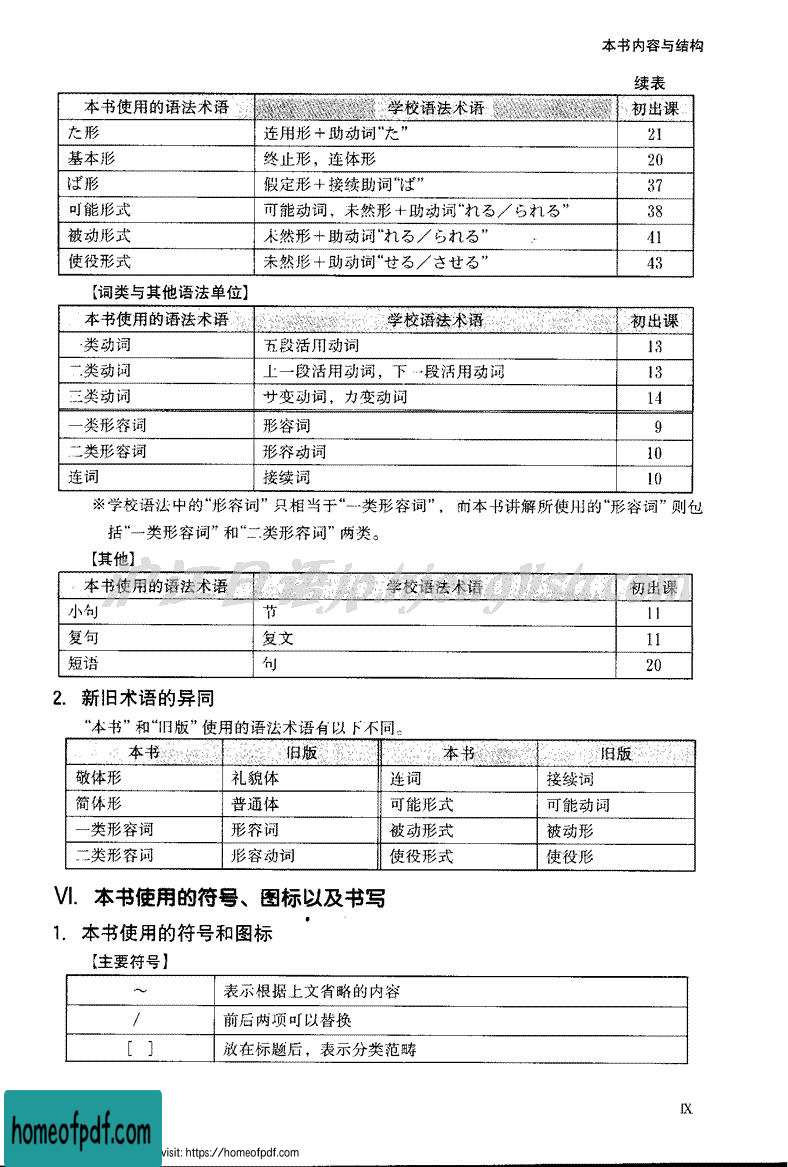 本书内容与结构
续表
本书使用的语法术语 学校语法术语 初出课
た形 连用形＋助动词“た” 21
基本形 终止形，连体形 20
ば形 假定形＋接续助词“ば” 37
可能形式 可能动词，未然形＋助动词“れる／られる” 38
被动形式 未然形＋助动词“れる／られる” 41
使役形式 未然形＋助动词“せる／させる” 43
【词类与其他语法单位】
本书使用的语法术语 学校语法术语 初出课
一类动词 五段活用动词 13
二类动词 上一段活用动词，下一段活用动词 13
三类动词 サ变动词，カ变动词 14
一类形容词 形容词 9
二类形容词 形容动词 10
连词 接续词 10
※学校语法中的“形容词”只相当于“一类形容词”，而本书讲解所使用的“形容词”则包
括“一类形容词”和“二类形容词”两类。
【其他】
本书使用的语法术语 学校语法术语 初出课
小句 节 11
复句 复文 11
短语 句 20
2. 新旧术语的异同
“本书”和“旧版”使用的语法术语有以下不同。
本书 旧版 本书 旧版
敬体形 礼貌体 连词 接续词
简体形 普通体 可能形式 可能动词
一类形容词 形容词 被动形式 被动形
二类形容词 形容动词 使役形式 使役形
Ⅵ. 本书使用的符号、图标以及书写
1. 本书使用的符号和图标
【主要符号】
～ 表示根据上文省略的内容
/ 前后两项可以替换
［ ］ 放在标题后，表示分类范畴
Ⅸ
homeofpdf.com
visit: https://homeofpdf.com